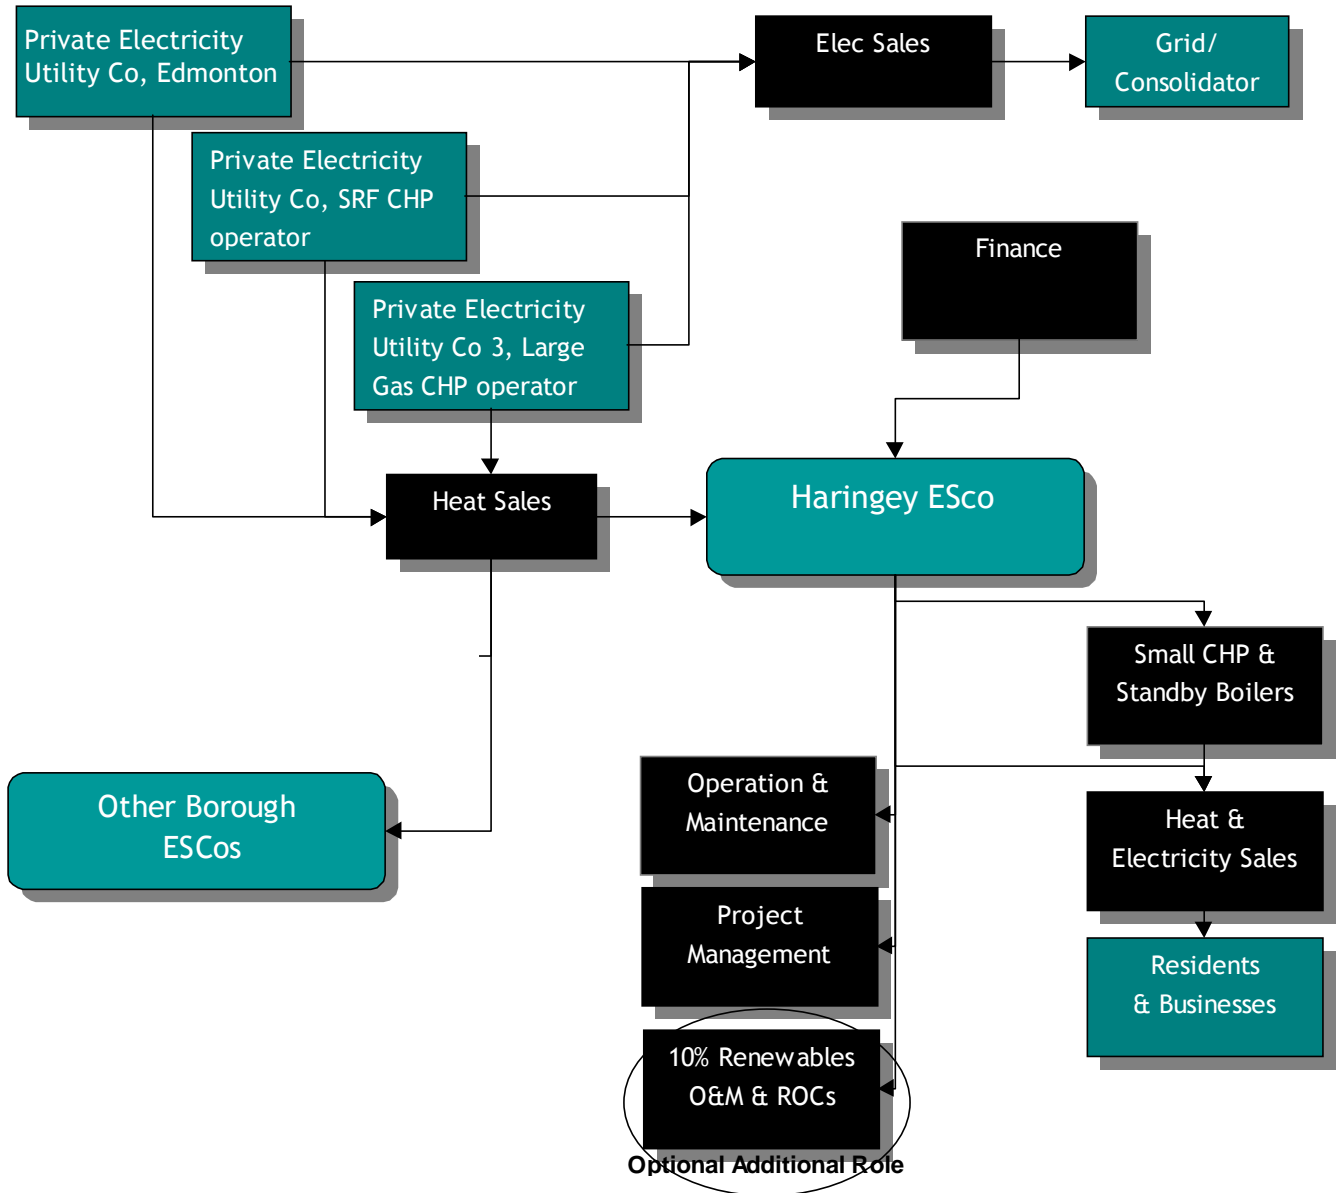 Private Electricity
Utility Co, Edmonton
Elec Sales
Grid/
Consolidator
Private Electricity
Utility Co, SRF CHP
operator
Finance
Private Electricity
Utility Co 3, Large
Gas CHP operator
Heat Sales
Haringey ESco
Small CHP &
Standby Boilers
Other Borough
ESCos
Operation &
Maintenance
Heat &
Electricity Sales
Project
Management
Residents
& Businesses
10% Renewables
O&M & ROCs
Optional Additional Role